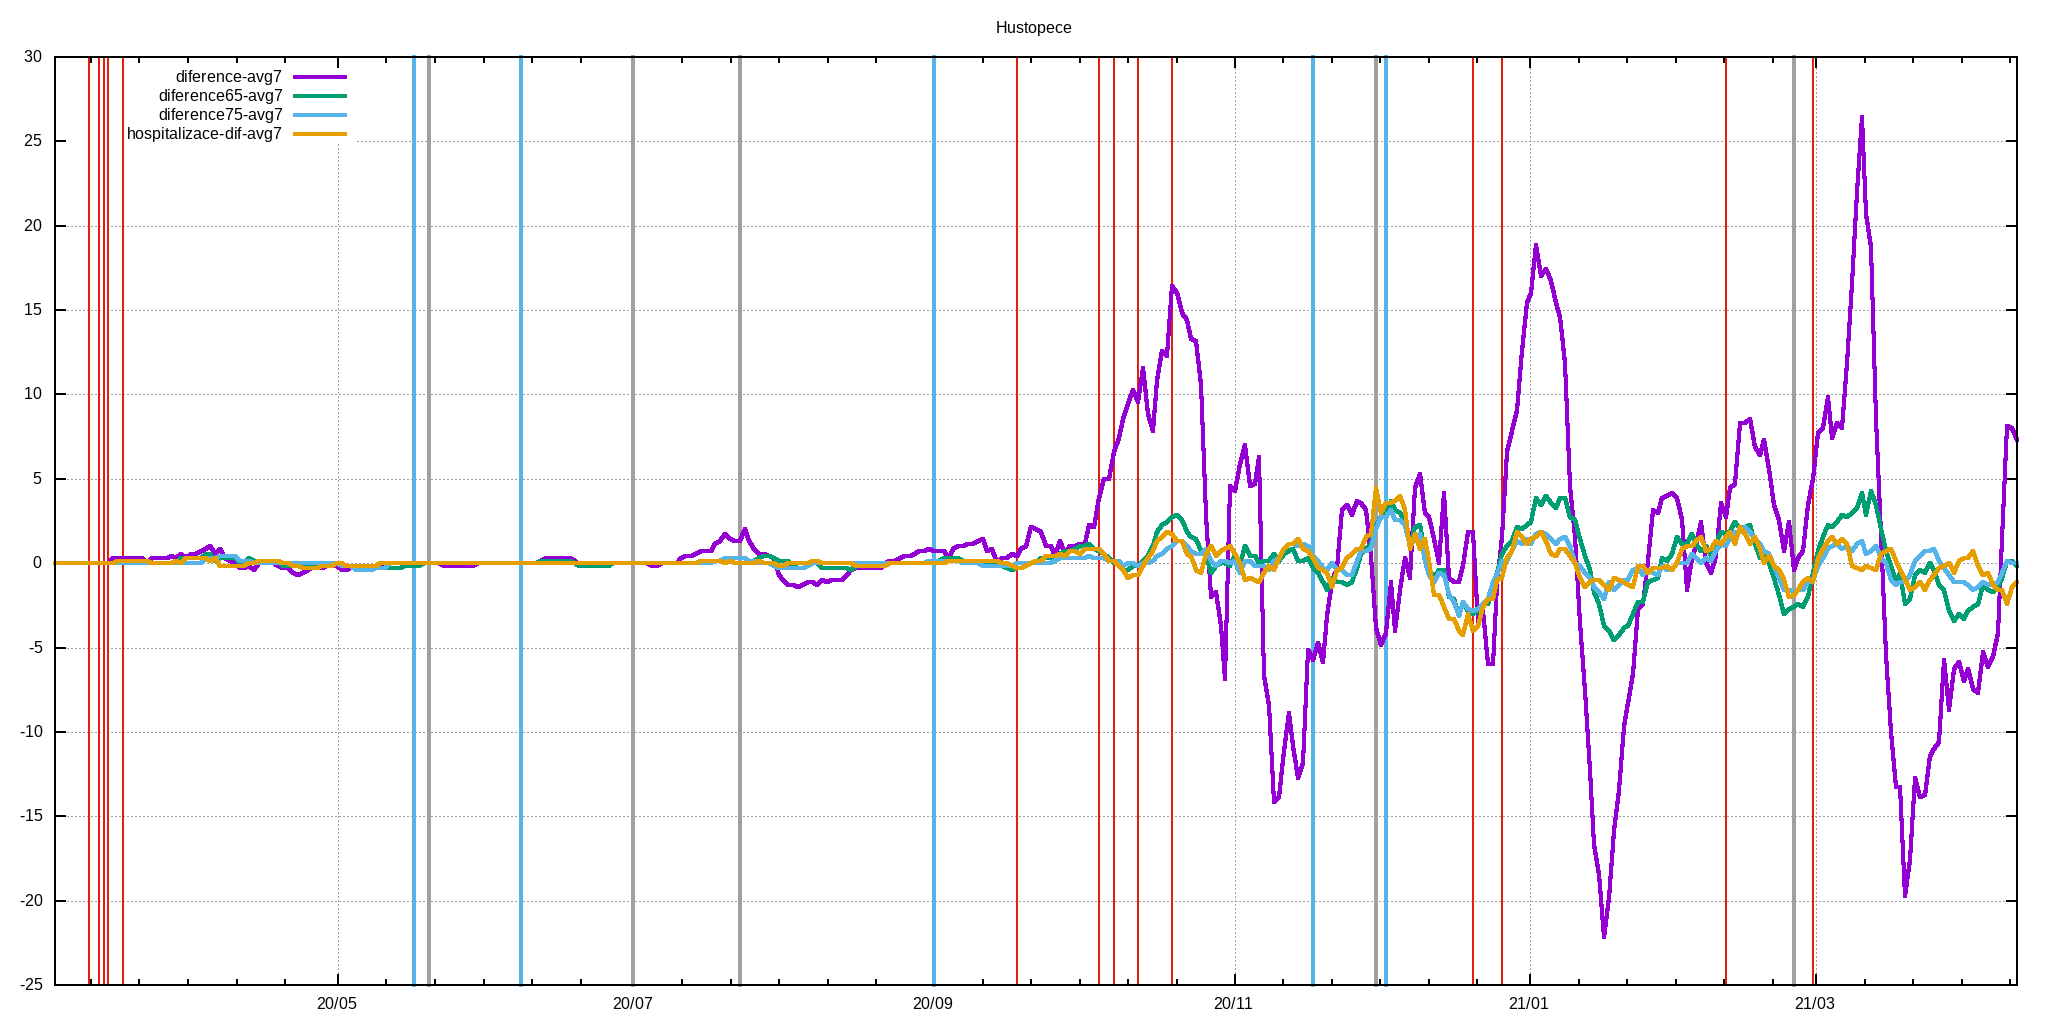 Hustopece
diference-avg7
diference65-avg7
diference75-avg7
hospitalizace-dif-avg7
30
25
20
15
10
5
0
-5
-10
-15
-20
-25
20/05 20/07 20/09 20/11 21/01 21/03